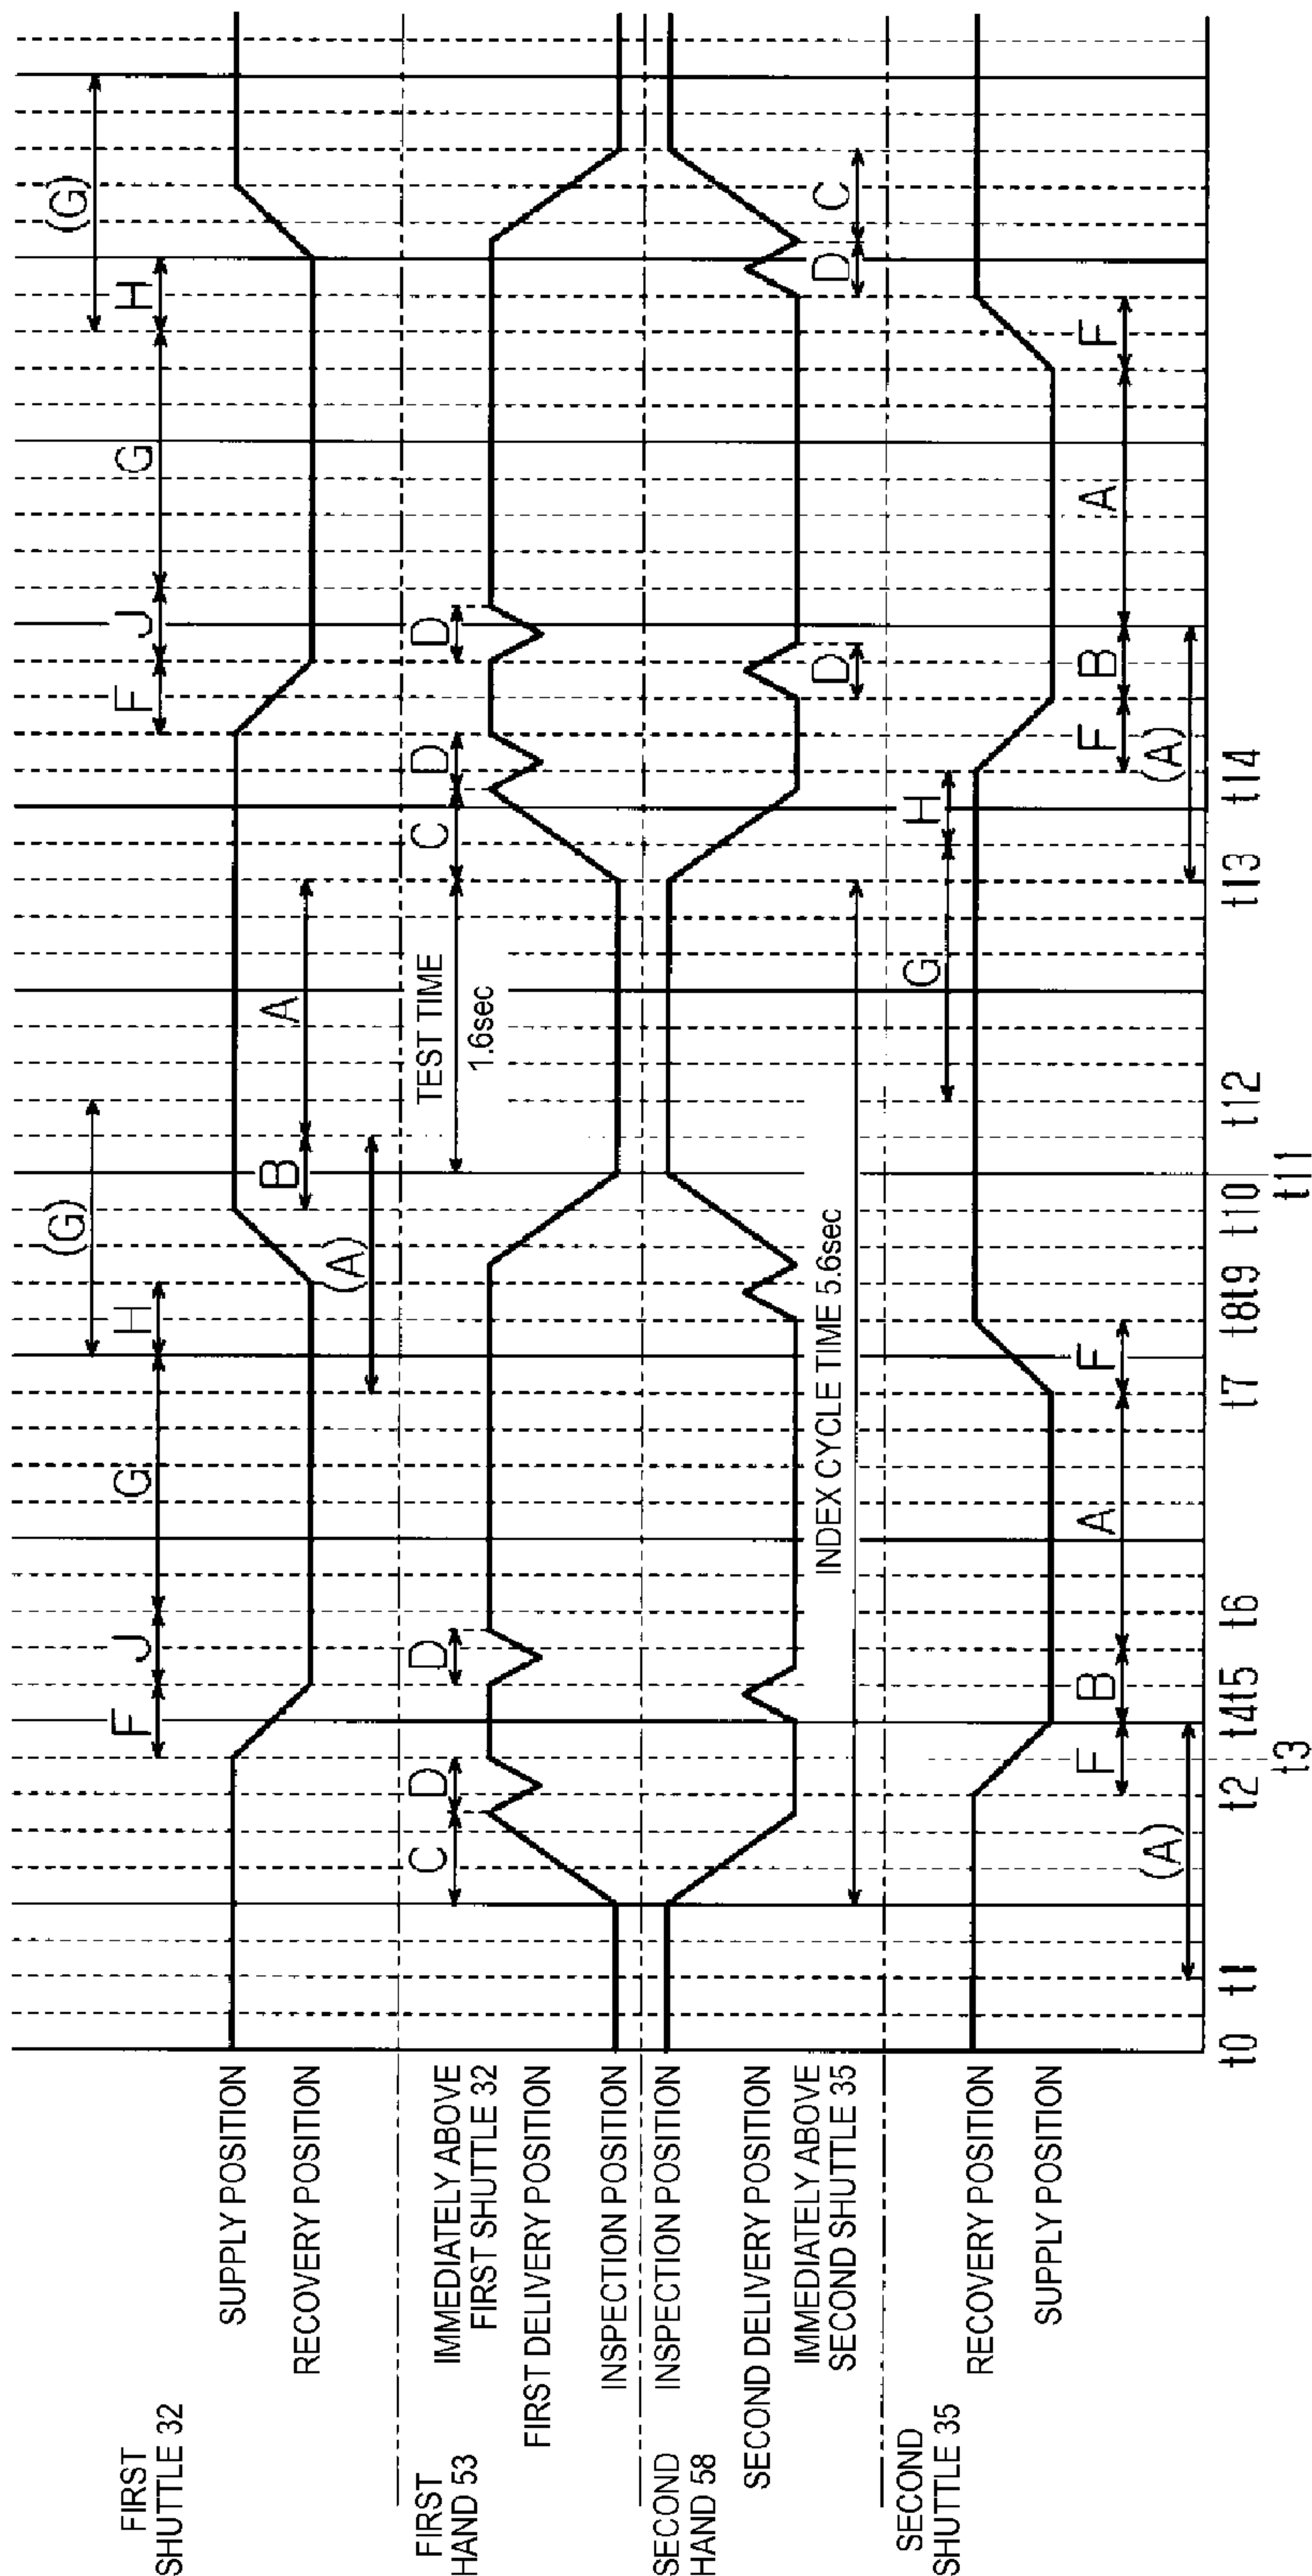 FIRST
SHUTTLE 32
SUPPLY POSITION
RECOVERY POSITION
F
J
G
H
(G)
B
A
(A)
F
J
G
H
(G)
FIRST
HAND 53
IMMEDIATELY ABOVE
FIRST SHUTTLE 32
FIRST DELIVERY POSITION
INSPECTION POSITION
C
D
D
TEST TIME
1.6sec
C
D
D
SECOND
HAND 58
INSPECTION POSITION
SECOND DELIVERY POSITION
IMMEDIATELY ABOVE
SECOND SHUTTLE 35
INDEX CYCLE TIME 5.6sec
D
D
C
SECOND
SHUTTLE 35
RECOVERY POSITION
SUPPLY POSITION
(A)
F
B
A
F
G
H
F
(A)
B
A
F
t0
t1
t2
t3
t4
t5
t6
t7
t8
t9
t10
t11
t12
t13
t14